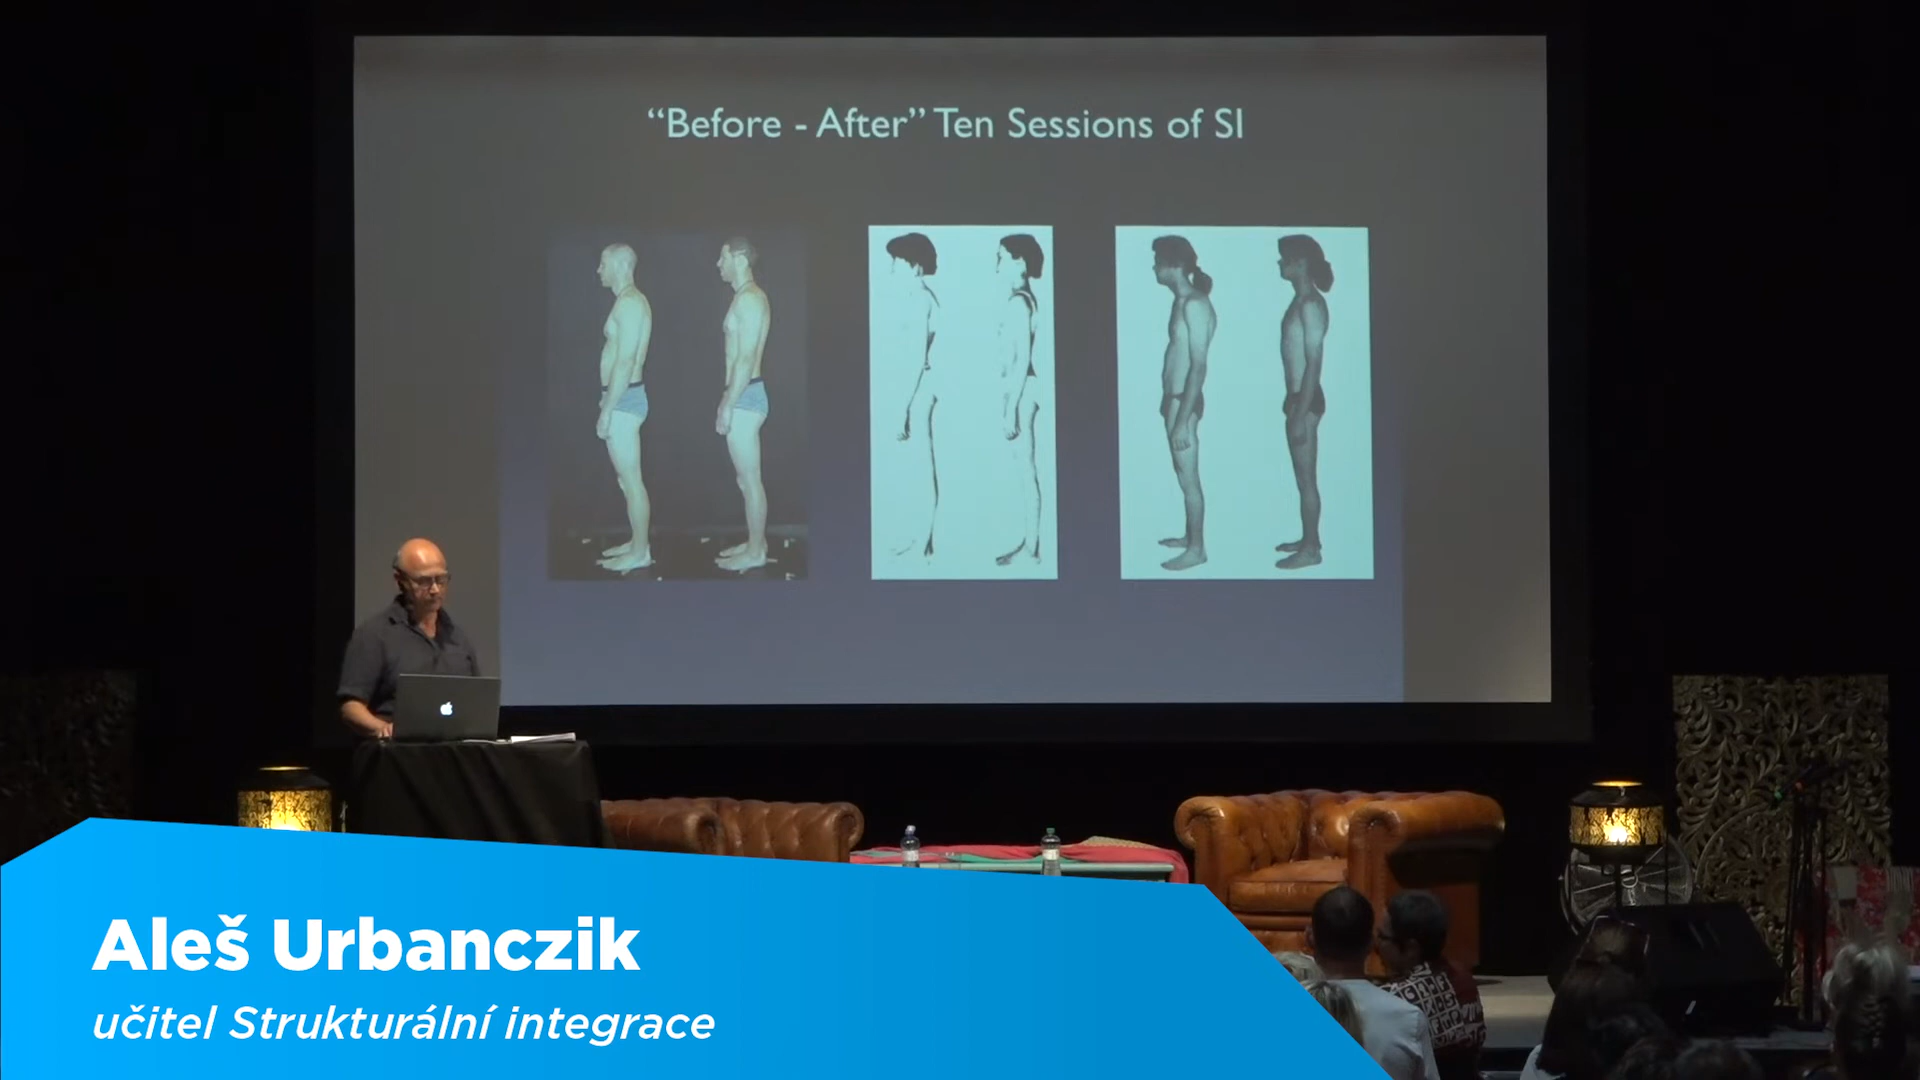 “Before - After” Ten Sessions of SI
Aleš Urbanczik
učitel Strukturální integrace